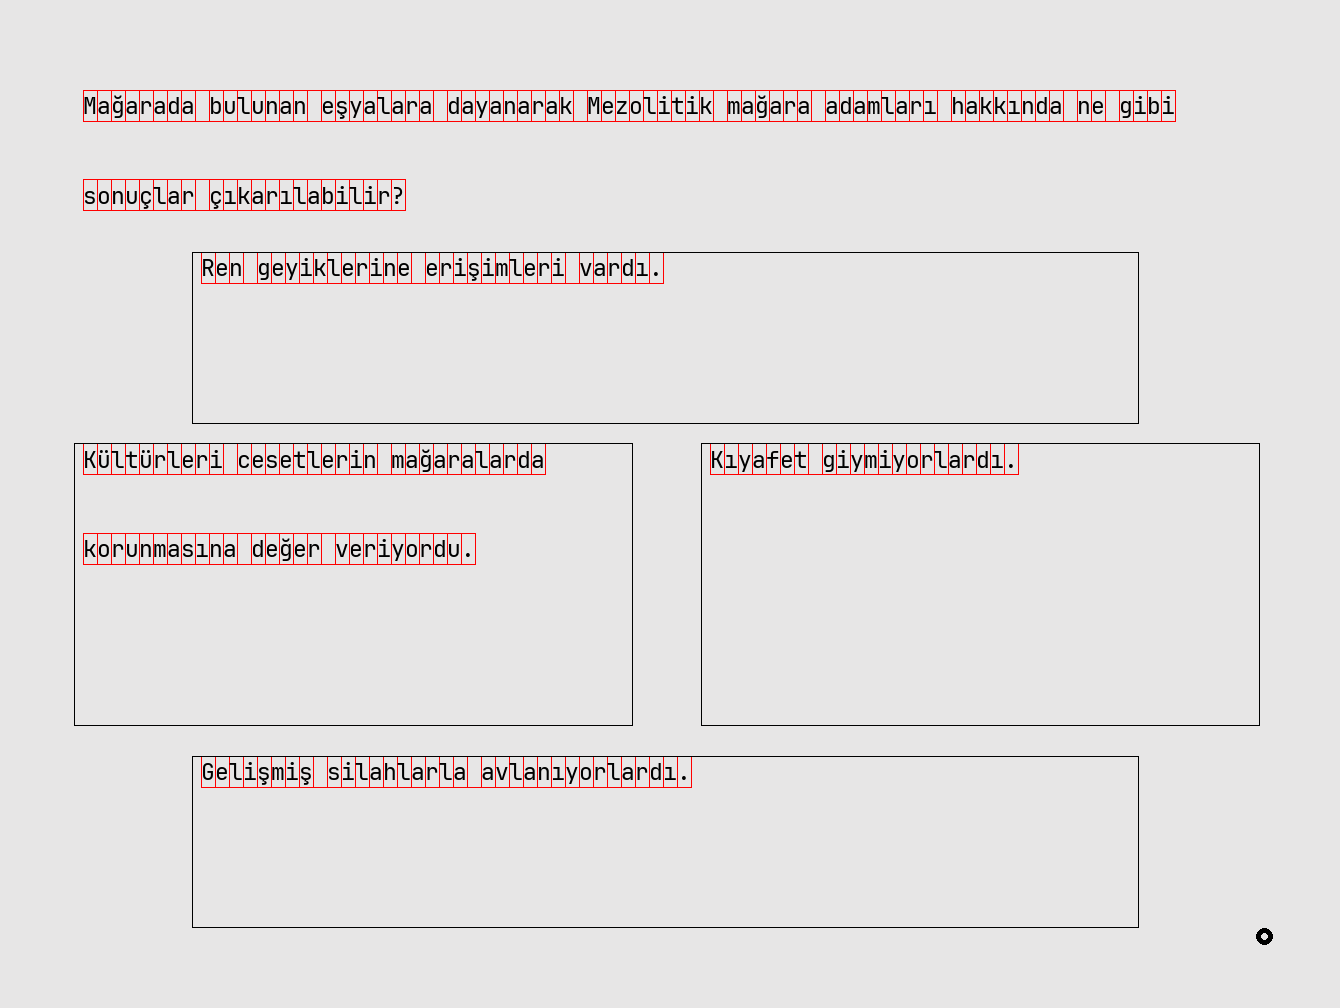 Mağarada bulunan eşyalara dayanarak Mezolitik mağara adamları hakkında ne gibi
sonuçlar çıkarılabilir?
Ren geyiklerine erişimleri vardı.
Kültürleri cesetlerin mağaralarda
korunmasına değer veriyordu.
Kıyafet giymiyorlardı.
Gelişmiş silahlarla avlanıyorlardı.